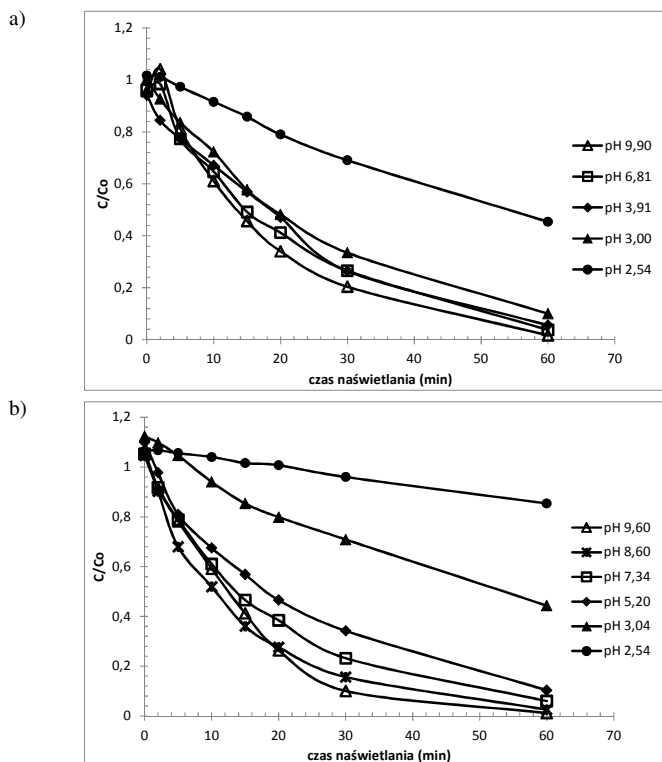 a)
1,2
1
0,8
0,6
0,4
0,2
0
C/Co
0 10 20 30 40 50 60 70
czas naświetlania (min)
pH 9,90
pH 6,81
pH 3,91
pH 3,00
pH 2,54
b)
1,2
1
0,8
0,6
0,4
0,2
0
C/Co
0 10 20 30 40 50 60 70
czas naświetlania (min)
pH 9,60
pH 8,60
pH 7,34
pH 5,20
pH 3,04
pH 2,54